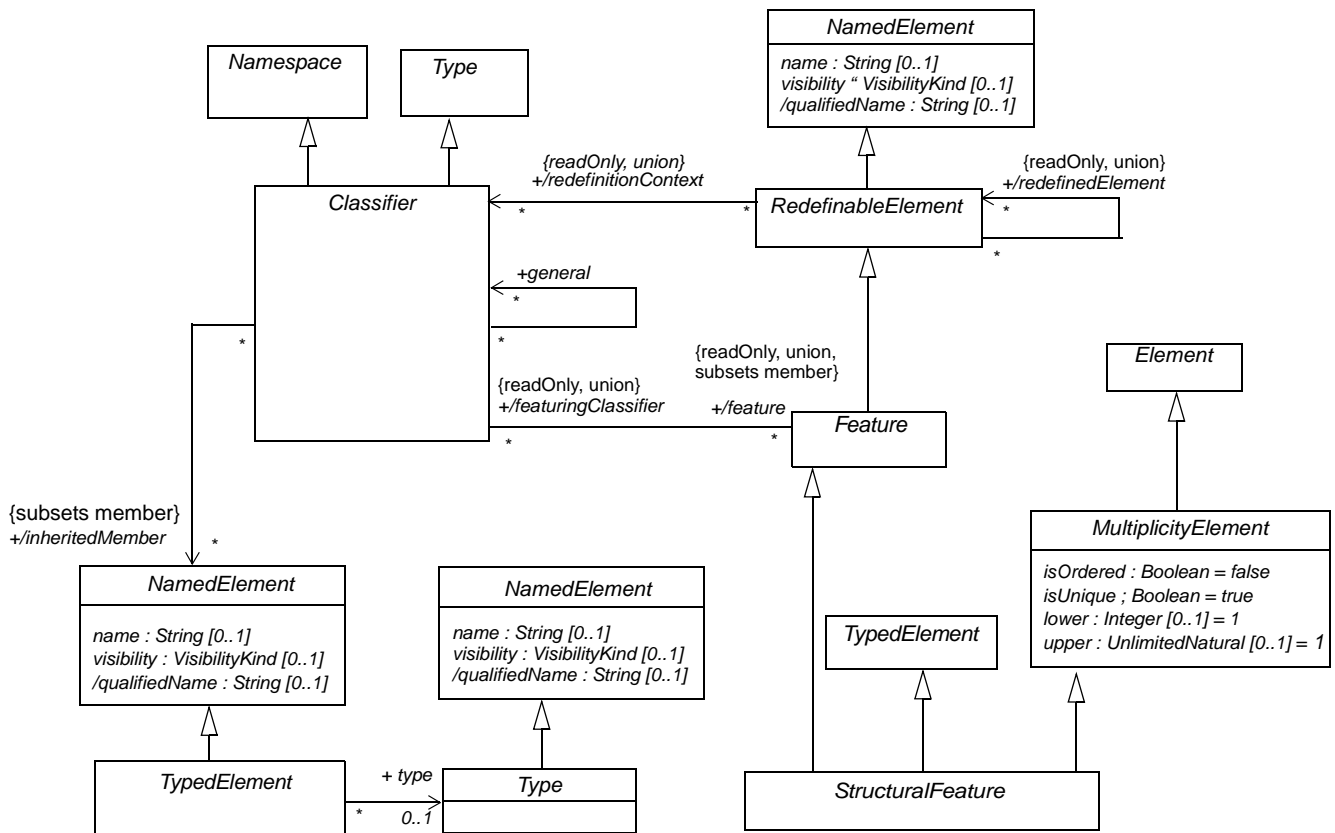 NamedElement
name : String [0..1]
visibility “ VisibilityKind [0..1]
/qualifiedName : String [0..1]
Namespace
Type
{readOnly, union}
+/redefinitionContext
*
*
{readOnly, union}
+/redefinedElement
*
*
Classifier
RedefinableElement
+general
*
*
*
{readOnly, union,
subsets member}
+/feature
*
{readOnly, union}
+/featuringClassifier
*
Feature
Element
{subsets member}
+/inheritedMember
*
MultiplicityElement
isOrdered : Boolean = false
isUnique ; Boolean = true
lower : Integer [0..1] = 1
upper : UnlimitedNatural [0..1] = 1
NamedElement
name : String [0..1]
visibility : VisibilityKind [0..1]
/qualifiedName : String [0..1]
NamedElement
name : String [0..1]
visibility : VisibilityKind [0..1]
/qualifiedName : String [0..1]
TypedElement
TypedElement
*
+ type
0..1
Type
StructuralFeature